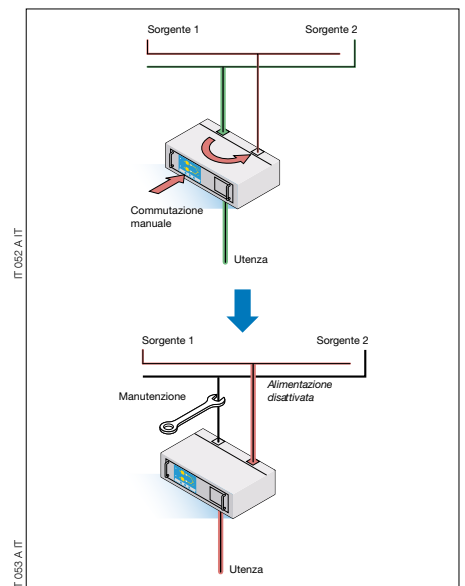 Sorgente 1
Sorgente 2
Commutazione
manuale
Utenza
IT 052 A IT
Sorgente 1
Sorgente 2
Alimentazione
disattivata
Manutenzione
Utenza
IT 053 A IT